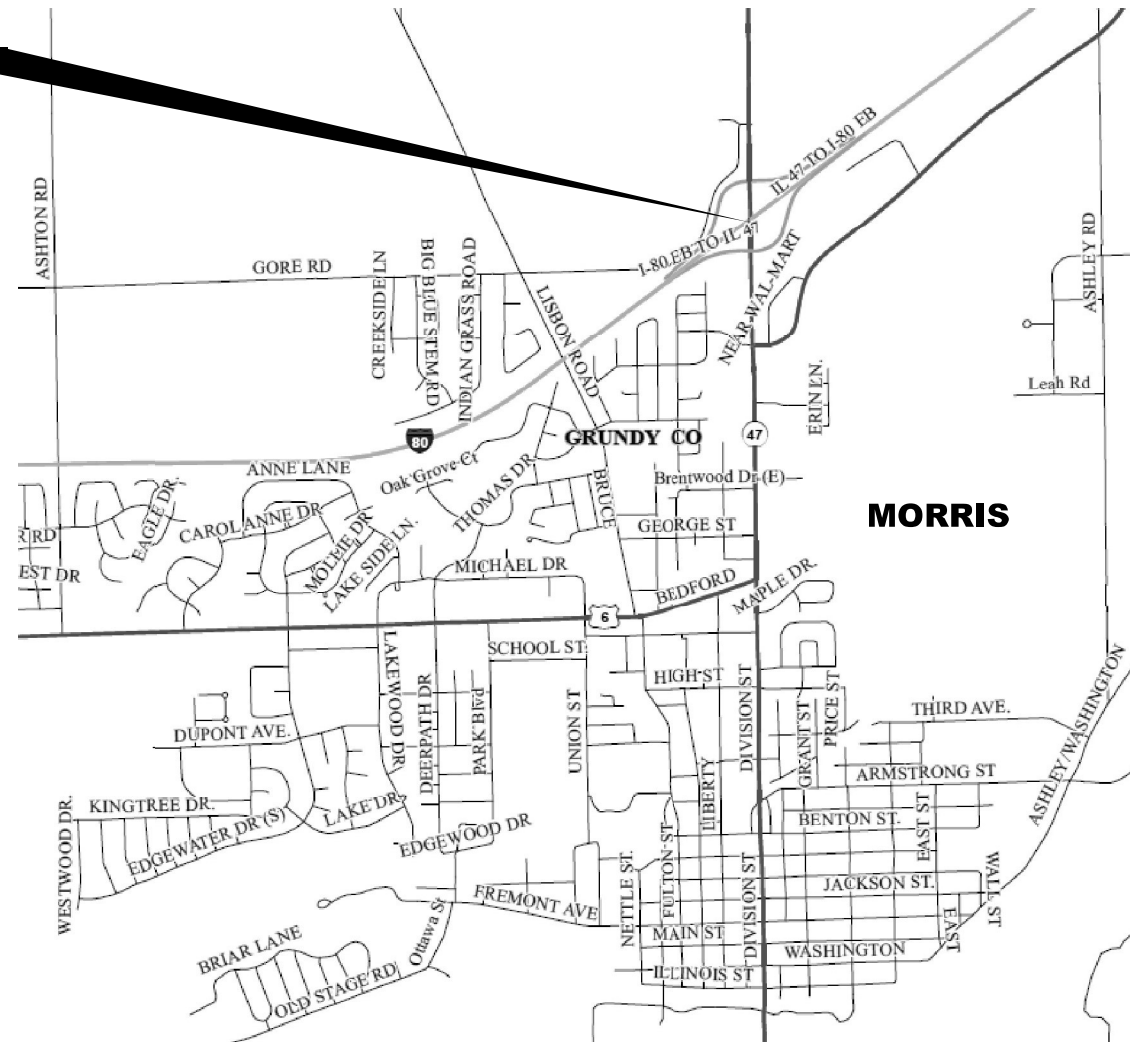 IL 47 TO I-80 EB
I-80 EB TO IL 47
ASHTON RD
GORE RD
CREEKSIDE LN
BIG BLUE STEM RD
INDIAN GRASS ROAD
LISBON ROAD
NEAR WAL-MART
ASHLEY RD
Leah Rd
ERIN LN.
80
GRUNDY CO
47
ANNE LANE
Oak Grove Ct
THOMAS DR.
BRUCE
Brentwood Dr (E)
EAGLE DR.
CAROL ANNE DR
MOLLIE DR
LAKE SIDE LN.
GEORGE ST
MORRIS
R RD
EST DR
MICHAEL DR
BEDFORD
MAPLE DR.
6
SCHOOL ST
LAKEWOOD DR
DEERPATH DR
PARK Blvd
UNION ST
HIGH ST
DIVISION ST
GRANT ST
PRICE ST
THIRD AVE.
DUPONT AVE.
LIBERTY
ARMSTRONG ST
ASHLEY/WASHINGTON
KINGTREE DR.
WESTWOOD DR.
EDGEWATER DR (S)
LAKE DR.
EDGEWOOD DR
BENTON ST.
EAST ST
FULTON ST
NETTLE ST.
DIVISION ST
JACKSON ST.
WALL ST
FREMONT AVE
Ottawa St
MAIN ST
EAST
WASHINGTON
BRIAR LANE
OLD STAGE RD
ILLINOIS ST